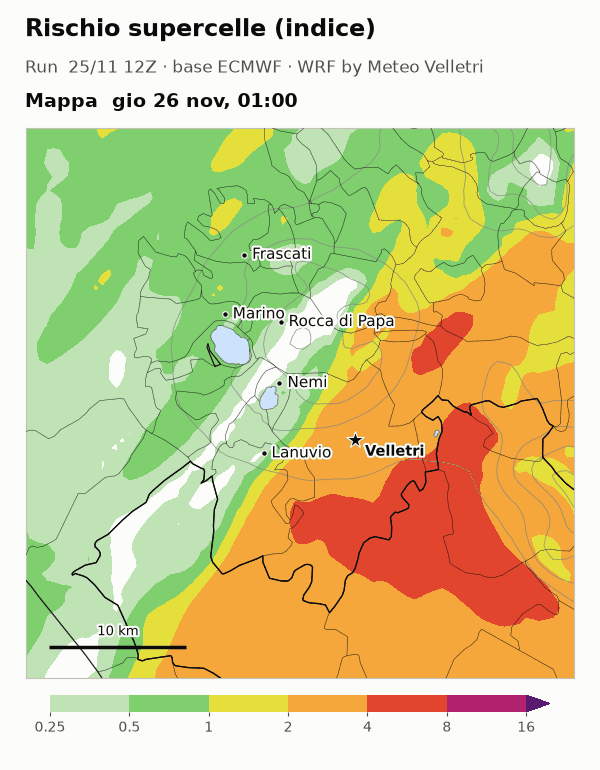 Rischio supercelle (indice)
Run  25/11 12Z · base ECMWF · WRF by Meteo Velletri
Mappa  gio 26 nov, 01:00
Frascati
Marino
Rocca di Papa
Nemi
Velletri
Lanuvio
10 km
0.25 0.5 1 2 4 8 16